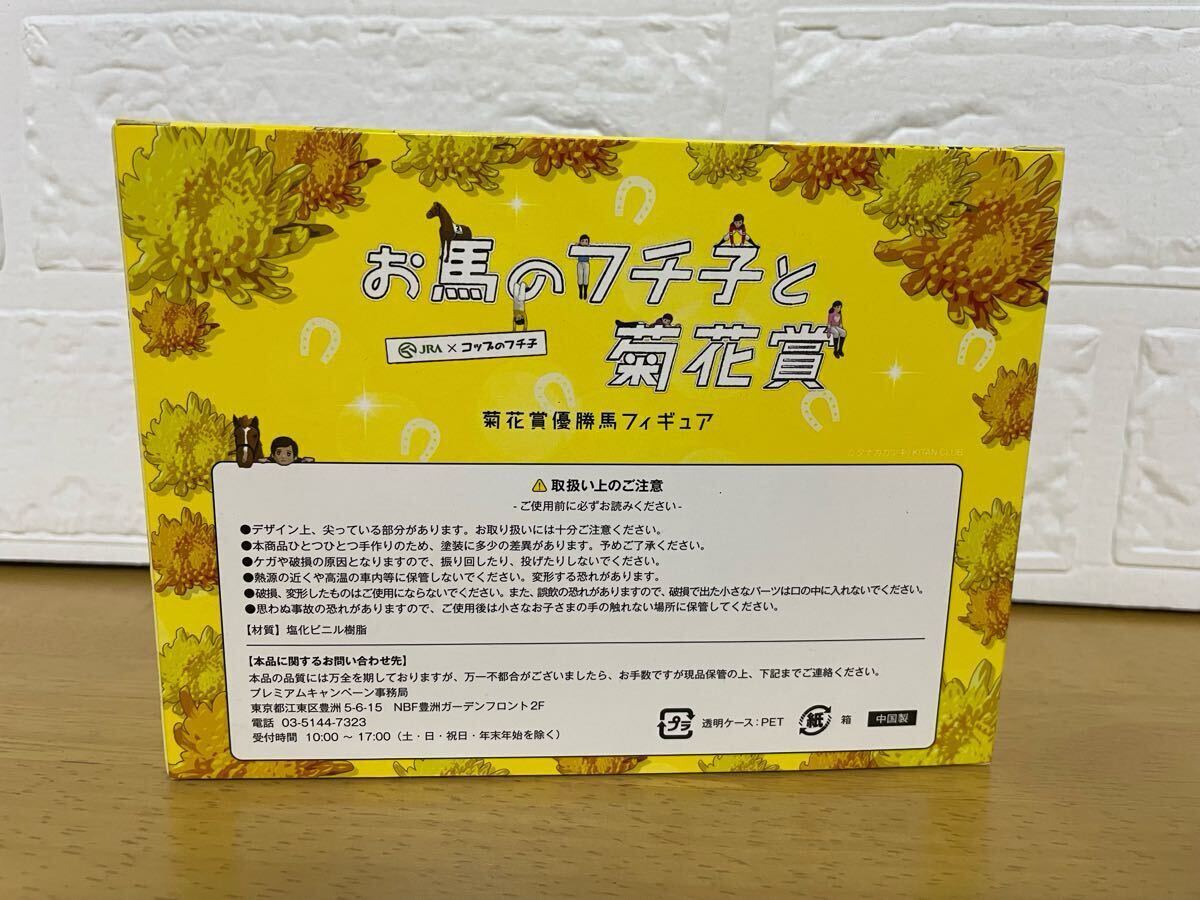 お馬のフチ子と
菊花賞
JRA×コップのフチ子
菊花賞優勝馬フィギュア
©タナカカツキ/KITAN CLUB
取扱い上のご注意
-ご使用前に必ずお読みください-
●デザイン上、尖っている部分があります。お取り扱いには十分ご注意ください。
●本商品ひとつひとつ手作りのため、塗装に多少の差異があります。予めご了承ください。
●ケガや破損の原因となりますので、振り回したり、投げたりしないでください。
●熱源の近くや高温の車内等に保管しないでください。変形する恐れがあります。
●破損、変形したものはご使用にならないでください。また、誤飲の恐れがありますので、破損で出た小さなパーツは口の中に入れないでください。
●思わぬ事故の恐れがありますので、ご使用後は小さなお子さまの手の触れない場所に保管してください。
【材質】塩化ビニル樹脂
【本品に関するお問い合わせ先】
本品の品質には万全を期しておりますが、万一不都合がございましたら、お手数ですが現品保管の上、下記までご連絡ください。
プレミアムキャンペーン事務局
東京都江東区豊洲5-6-15 NBF豊洲ガーデンフロント2F
電話 03-5144-7323
受付時間 10:00～17:00（土・日・祝日・年末年始を除く）
プラ 透明ケース：PET 紙 箱 中国製